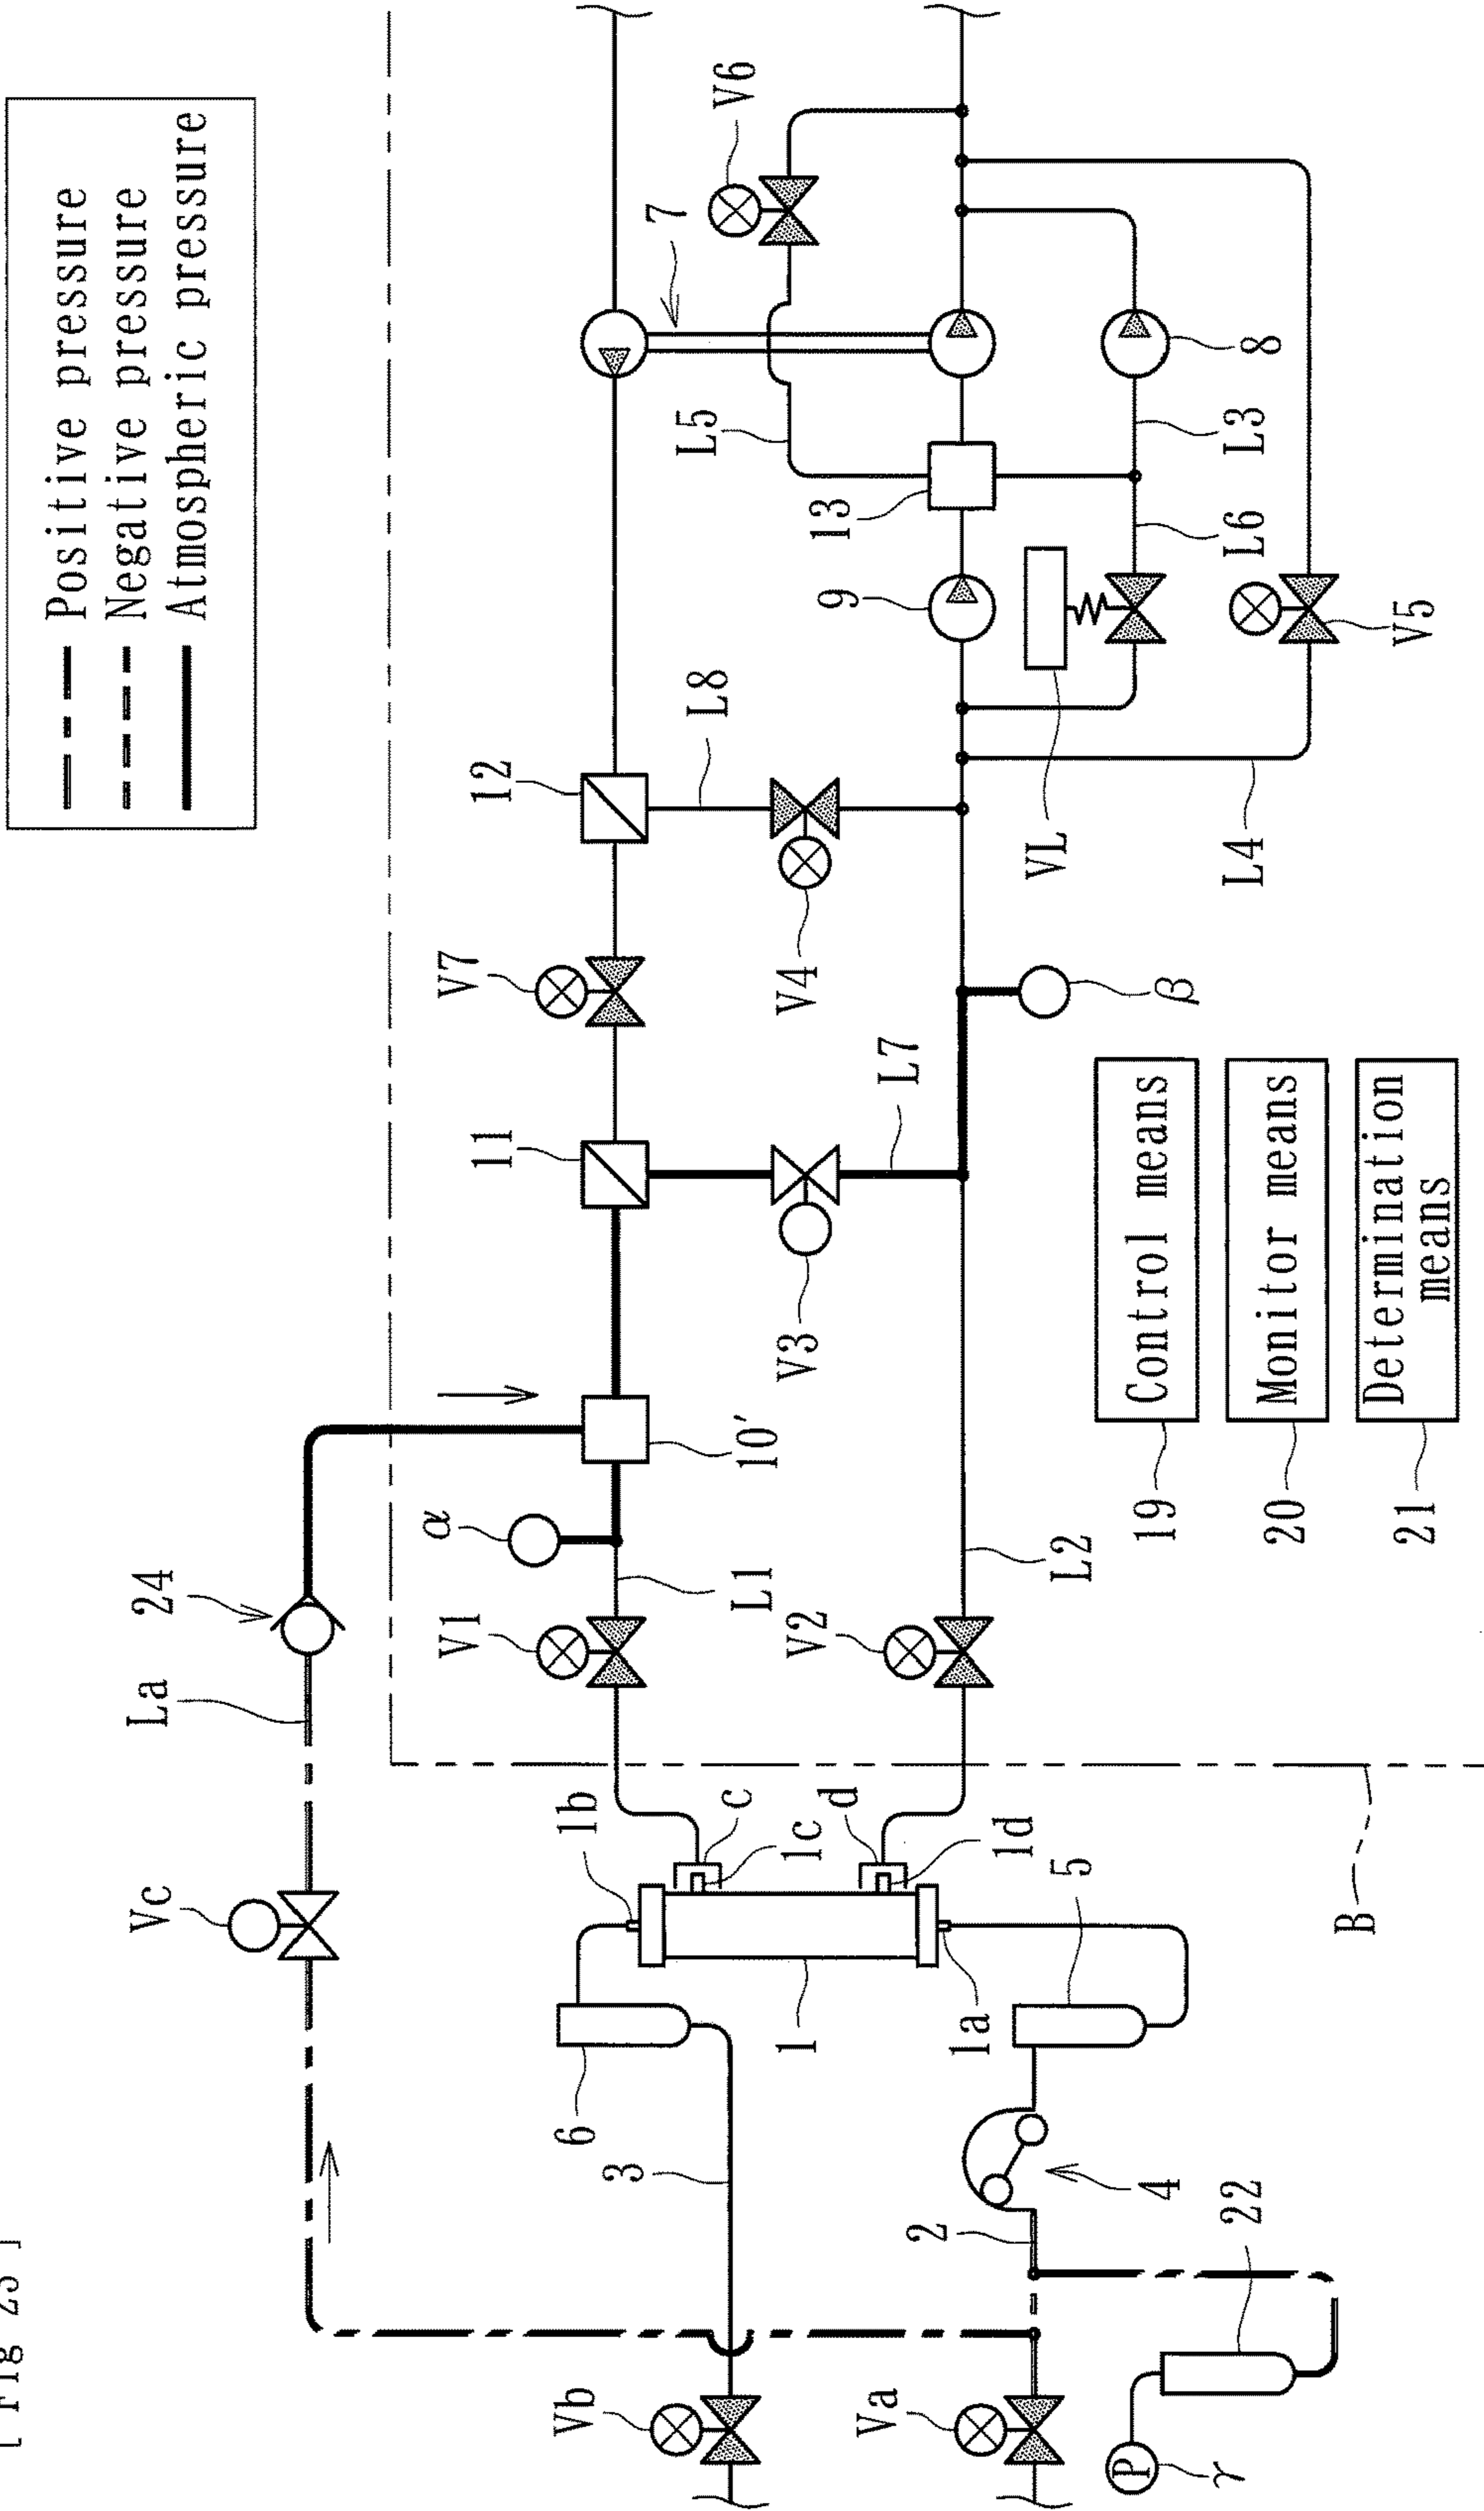 [ Fig 23 ]
Positive pressure
Negative pressure
Atmospheric pressure
V6
7
8
L5
L3
13
L6
9
V5
12
L8
VL
L4
V7
V4
β
L7
11
V3
10′
α
24
L1
V1
La
V2
L2
Control means
19
Monitor means
20
Determination
means
21
Vc
1b
c
1c
d
1d
5
B
1
1a
6
3
4
2
22
Vb
Va
P
γ